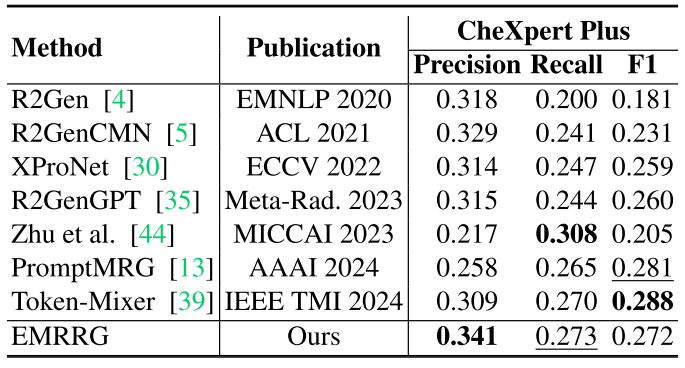 Method Publication CheXpert Plus
Precision Recall F1
R2Gen [4] EMNLP 2020 0.318 0.200 0.181
R2GenCMN [5] ACL 2021 0.329 0.241 0.231
XProNet [30] ECCV 2022 0.314 0.247 0.259
R2GenGPT [35] Meta-Rad. 2023 0.315 0.244 0.260
Zhu et al. [44] MICCAI 2023 0.217 0.308 0.205
PromptMRG [13] AAAI 2024 0.258 0.265 0.281
Token-Mixer [39] IEEE TMI 2024 0.309 0.270 0.288
EMRRG Ours 0.341 0.273 0.272